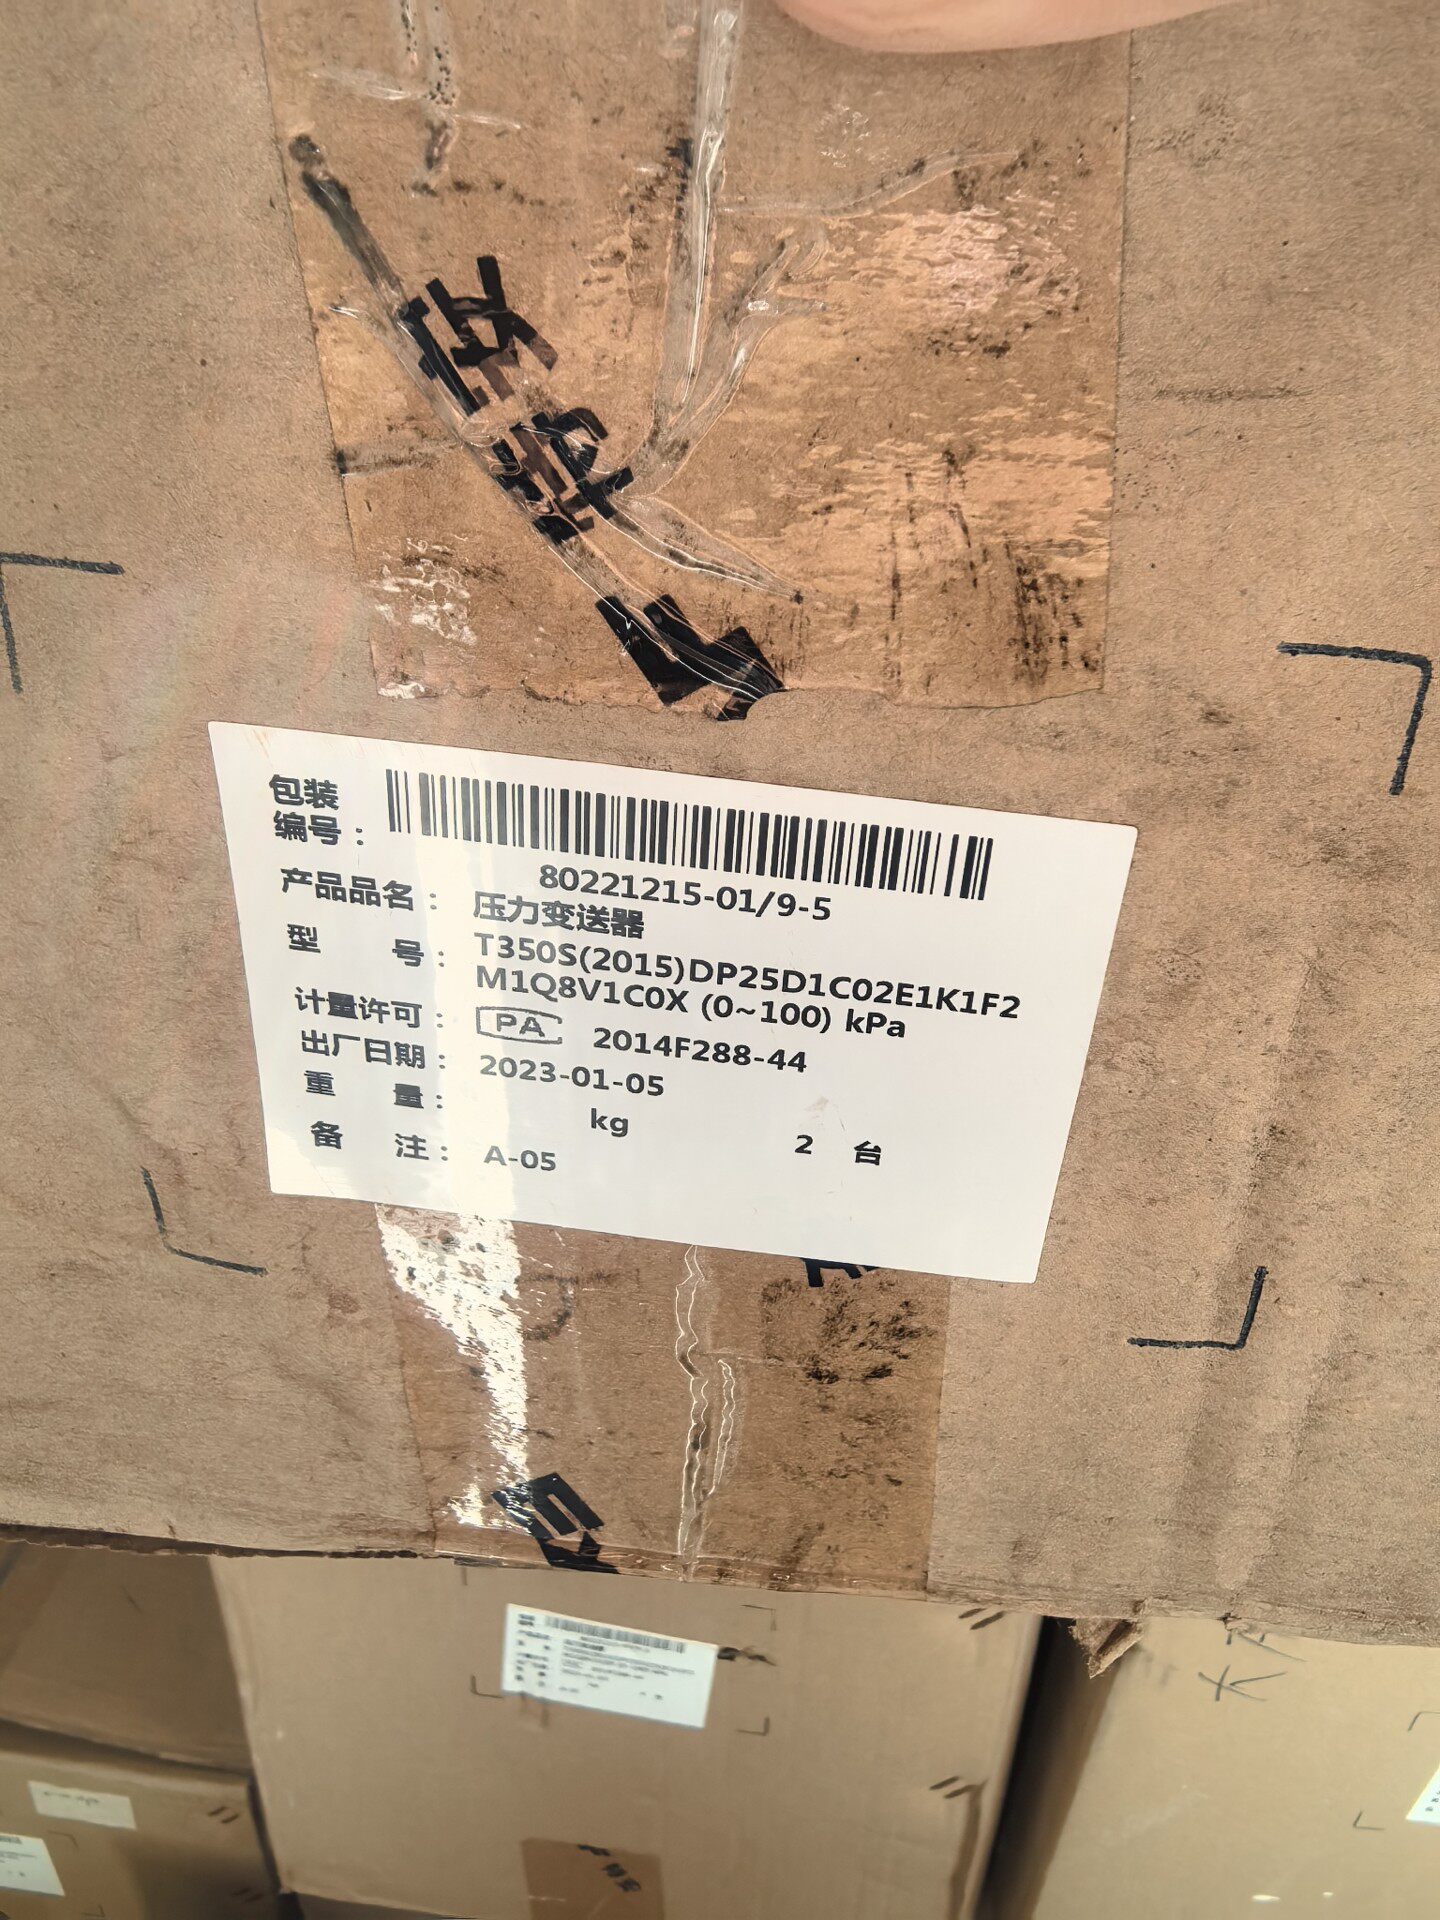 包装
编号：
80221215-01/9-5
产品品名：压力变送器
型 号：T350S(2015)DP25D1C02E1K1F2
M1Q8V1C0X (0~100) kPa
计量许可：PA 2014F288-44
出厂日期：2023-01-05
重 量： kg 2 台
备 注：A-05